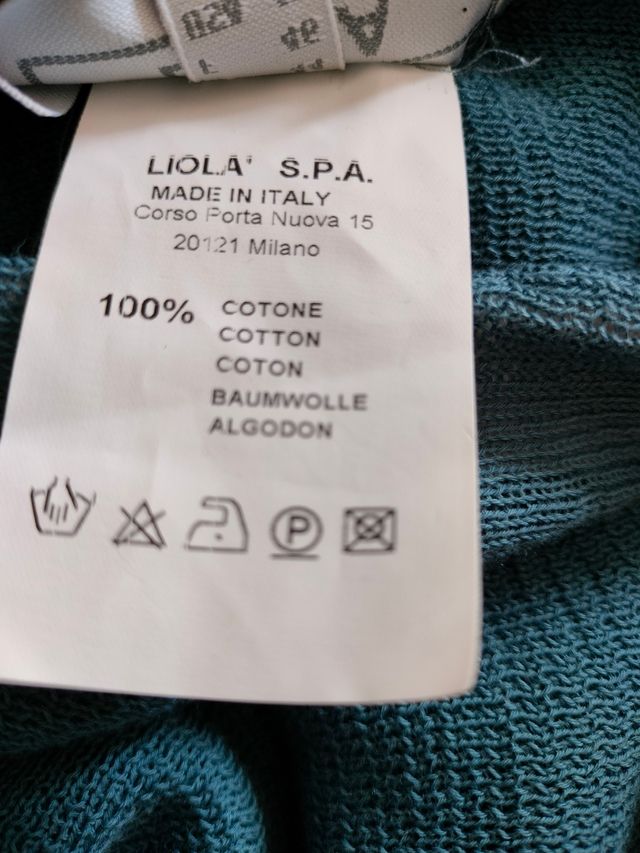 LIOLA' S.P.A.
MADE IN ITALY
Corso Porta Nuova 15
20121 Milano
100% COTONE
COTTON
COTON
BAUMWOLLE
ALGODON
P